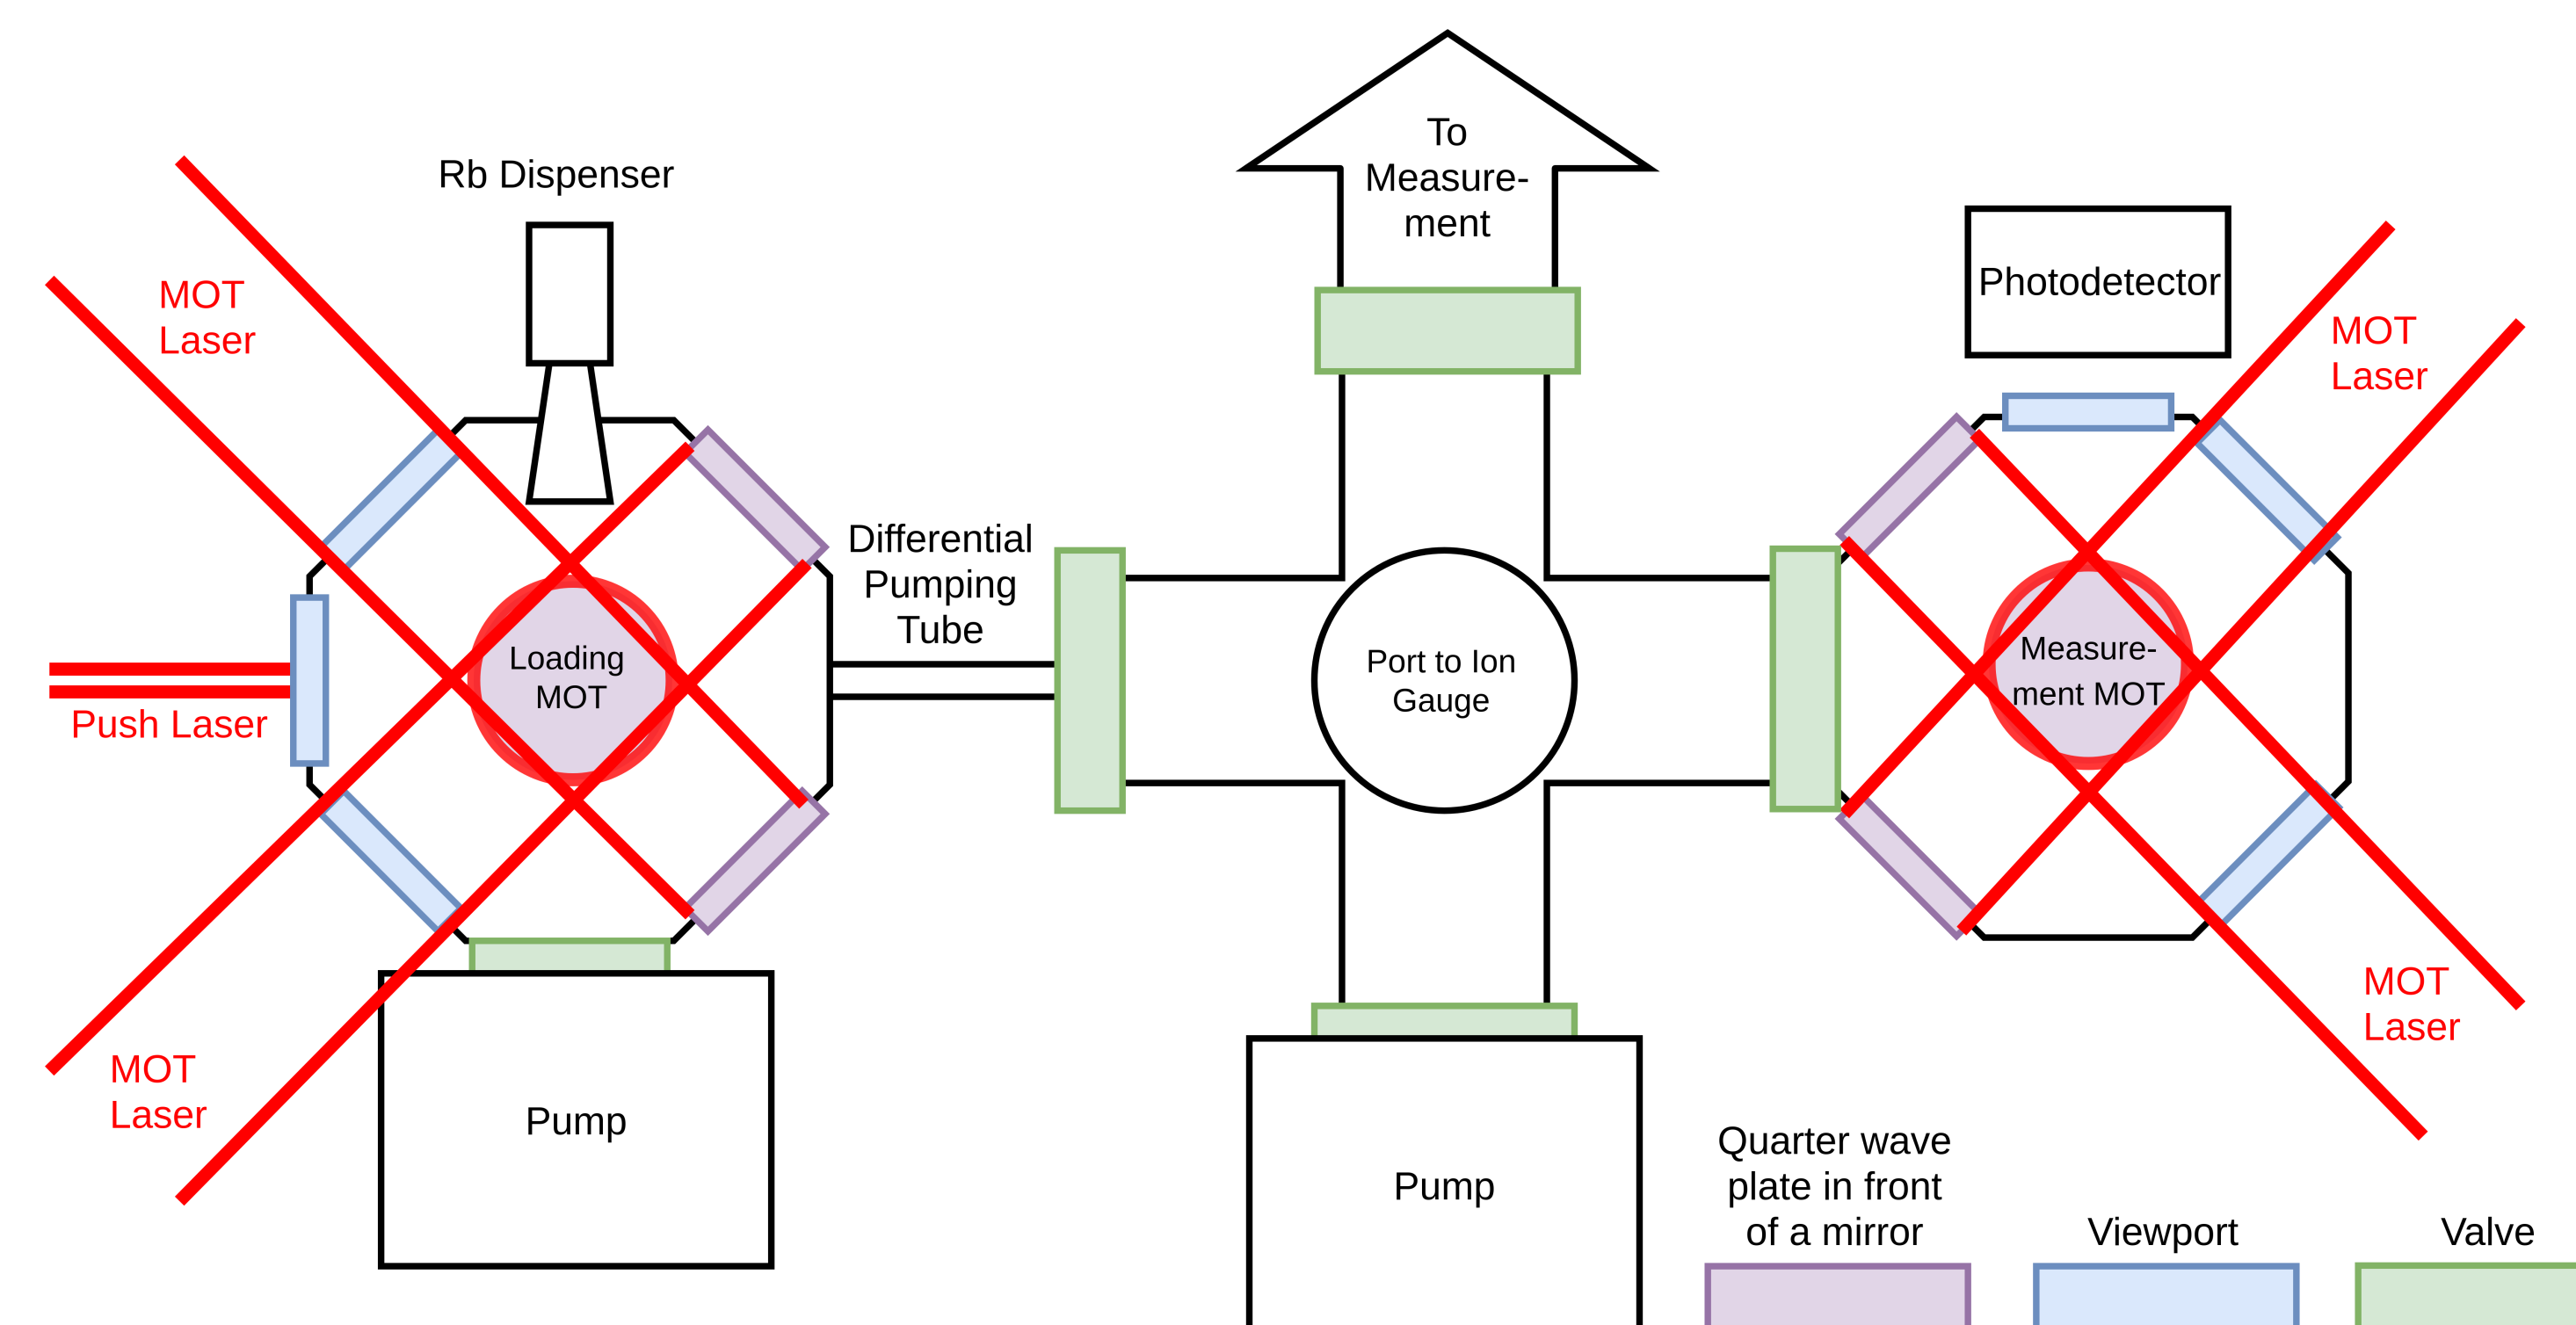 To
Measure-
ment
Rb Dispenser
MOT
Laser
Photodetector
MOT
Laser
Differential
Pumping
Tube
Loading
MOT
Port to Ion
Gauge
Measure-
ment MOT
Push Laser
MOT
Laser
MOT
Laser
Pump
Pump
Quarter wave
plate in front
of a mirror
Viewport
Valve